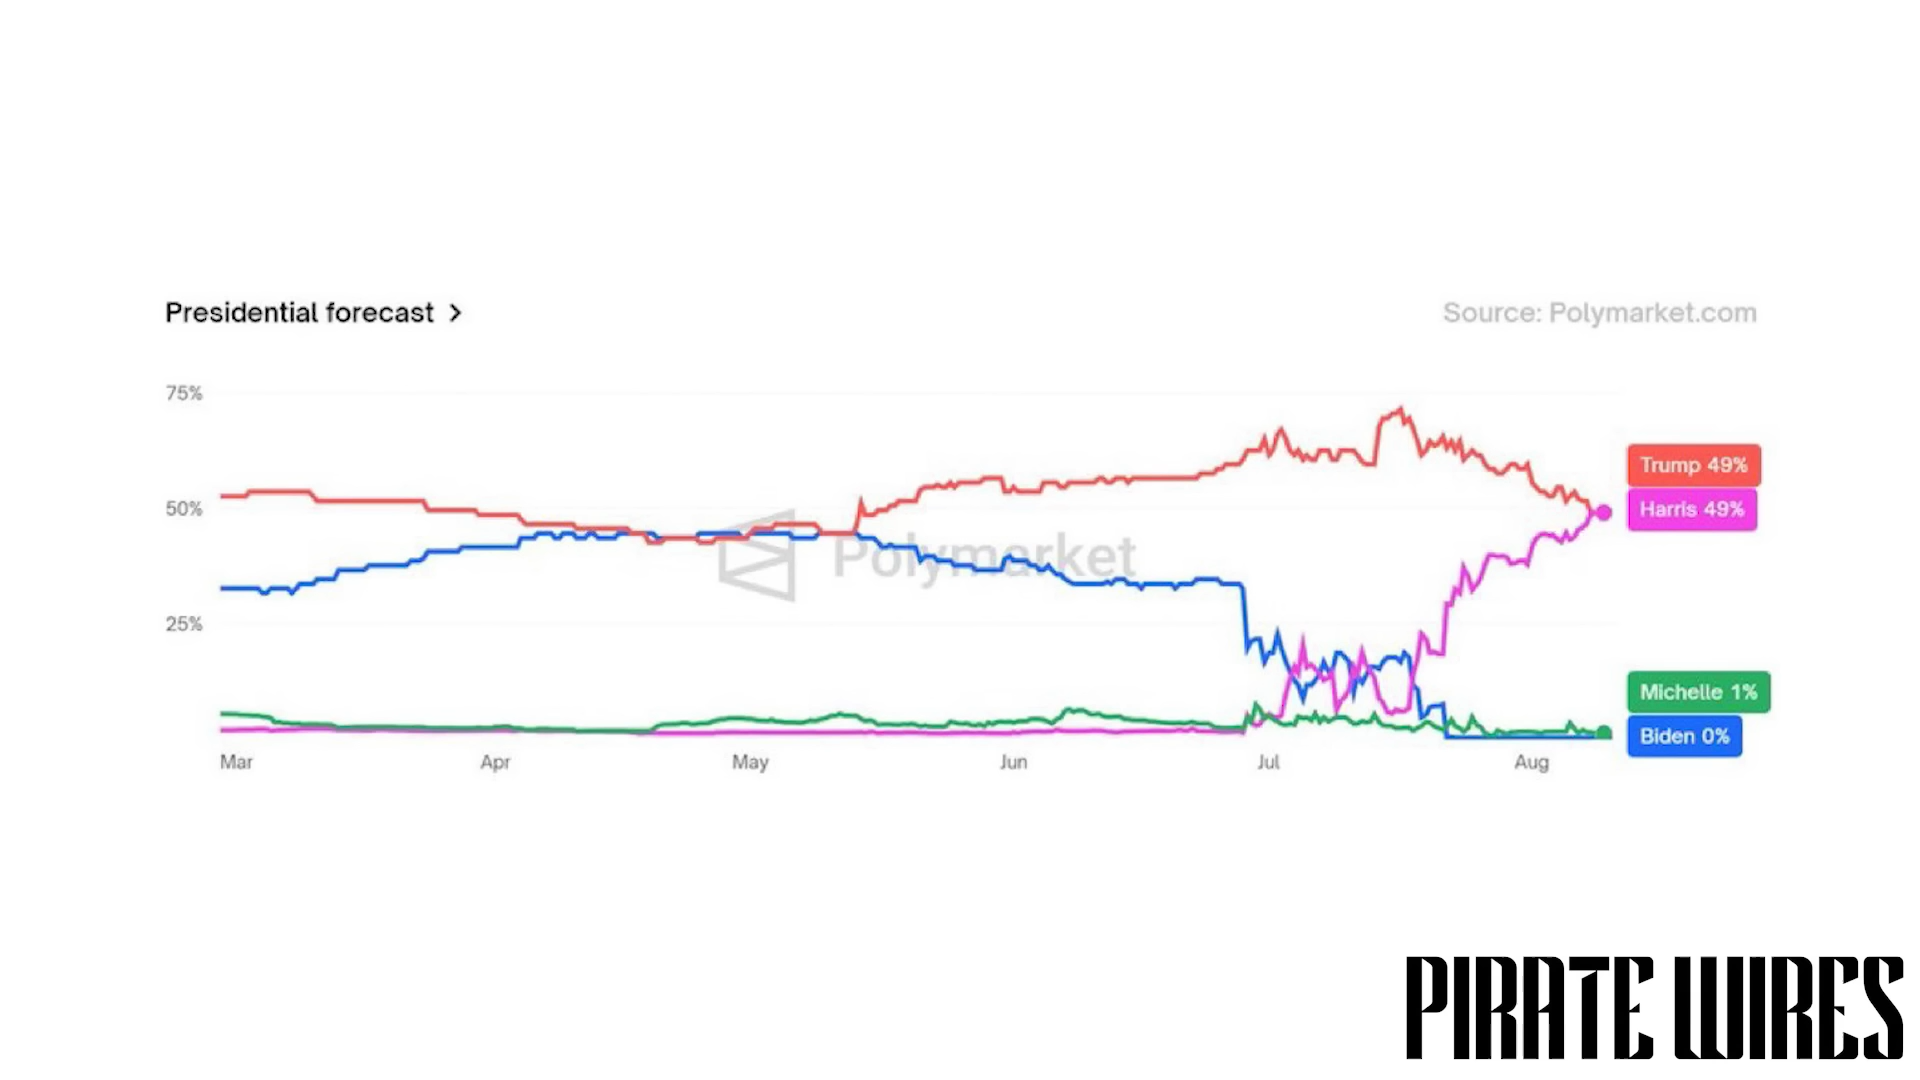 Presidential forecast >
Source: Polymarket.com
75%
Trump 49%
50%
Harris 49%
Polymarket
25%
Michelle 1%
Biden 0%
Mar Apr May Jun Jul Aug
PIRATE WIRES